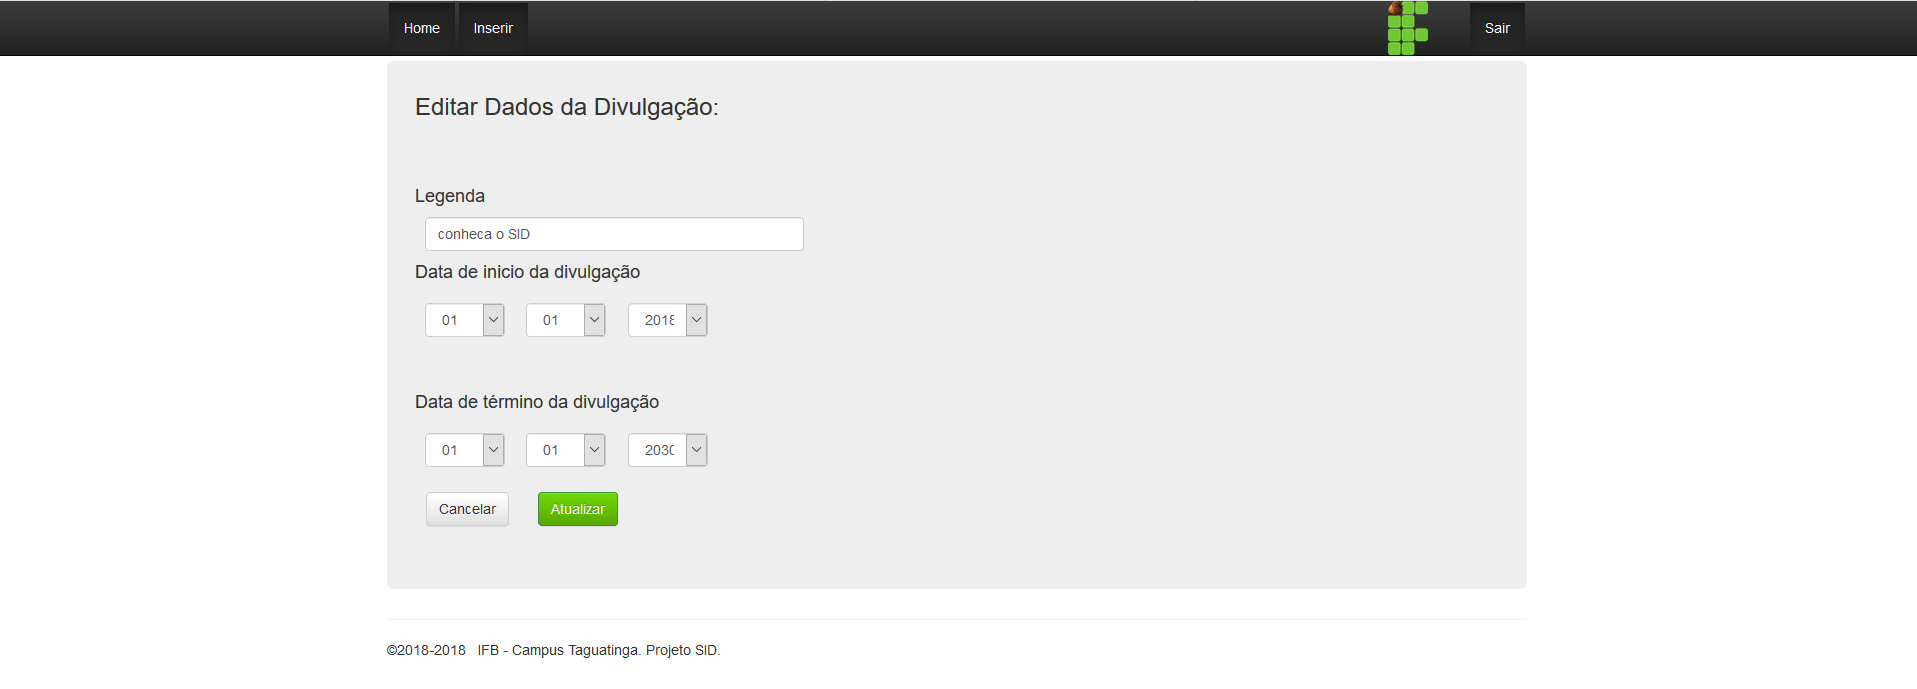 Home Inserir Sair
Editar Dados da Divulgação:
Legenda
conheca o SID
Data de inicio da divulgação
01 01 2018
Data de término da divulgação
01 01 2030
Cancelar Atualizar
©2018-2018 IFB - Campus Taguatinga. Projeto SID.